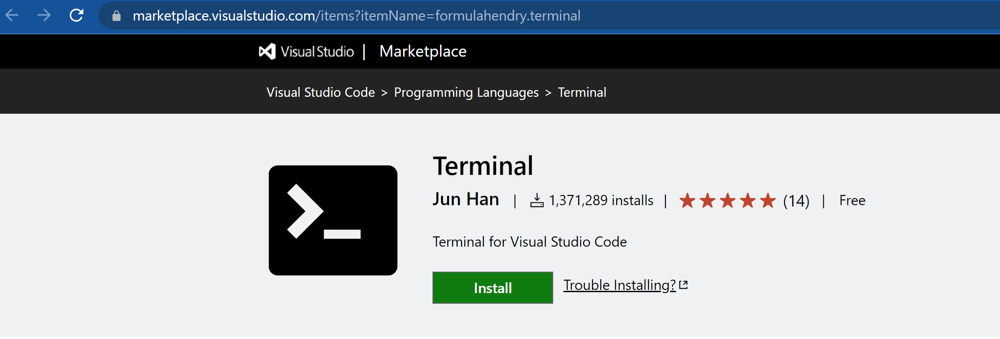 marketplace.visualstudio.com/items?itemName=formulahendry.terminal
Visual Studio | Marketplace
Visual Studio Code > Programming Languages > Terminal
Terminal
Jun Han | 1,371,289 installs | (14) | Free
Terminal for Visual Studio Code
Install Trouble Installing?